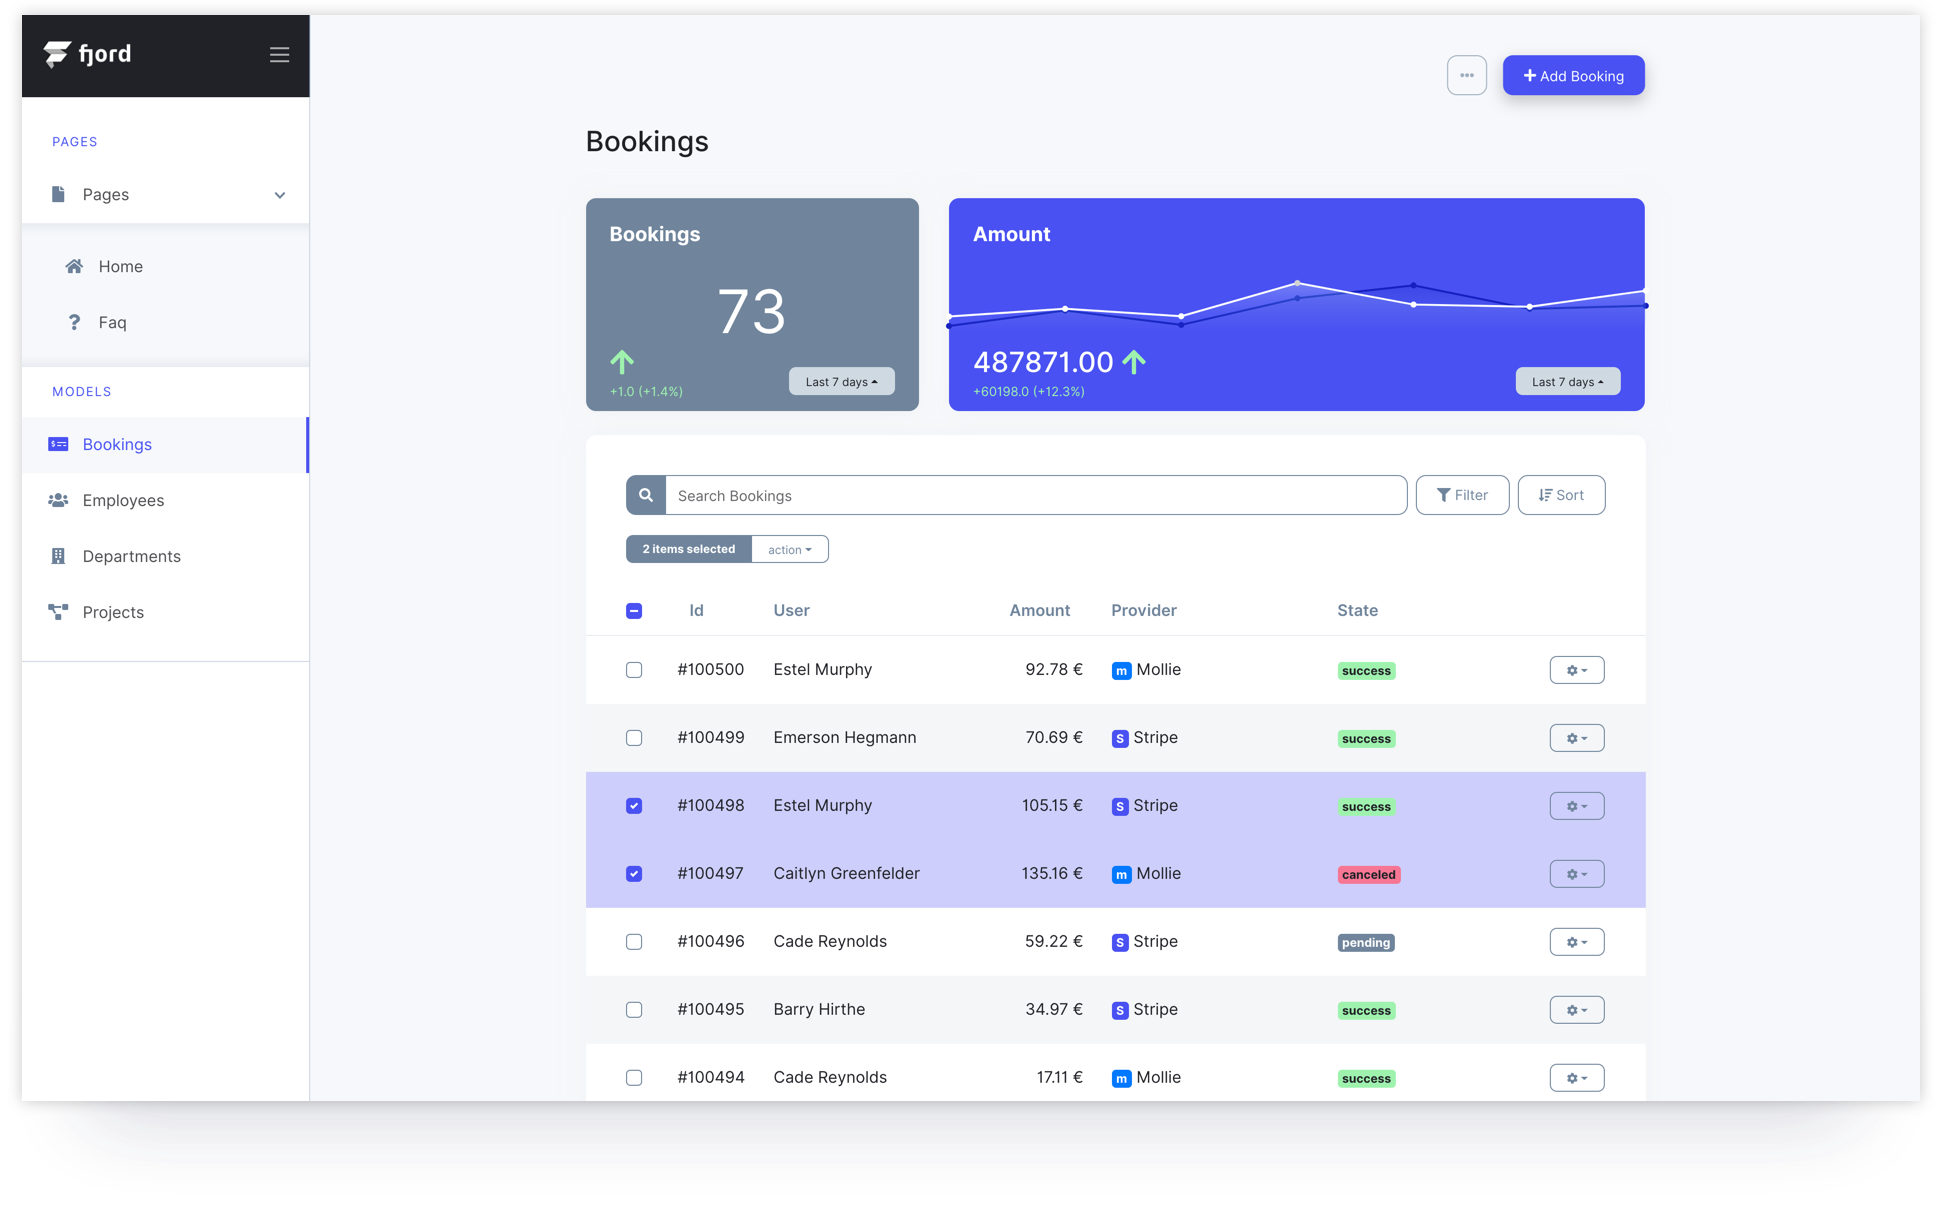 fjord
PAGES
Pages
Home
Faq
MODELS
Bookings
Employees
Departments
Projects
... + Add Booking
Bookings
Bookings
73
+1.0 (+1.4%)
Last 7 days
Amount
487871.00
+60198.0 (+12.3%)
Last 7 days
Search Bookings Filter Sort
2 items selected action
Id User Amount Provider State
#100500 Estel Murphy 92.78 € m Mollie success
#100499 Emerson Hegmann 70.69 € S Stripe success
#100498 Estel Murphy 105.15 € S Stripe success
#100497 Caitlyn Greenfelder 135.16 € m Mollie canceled
#100496 Cade Reynolds 59.22 € S Stripe pending
#100495 Barry Hirthe 34.97 € S Stripe success
#100494 Cade Reynolds 17.11 € m Mollie success